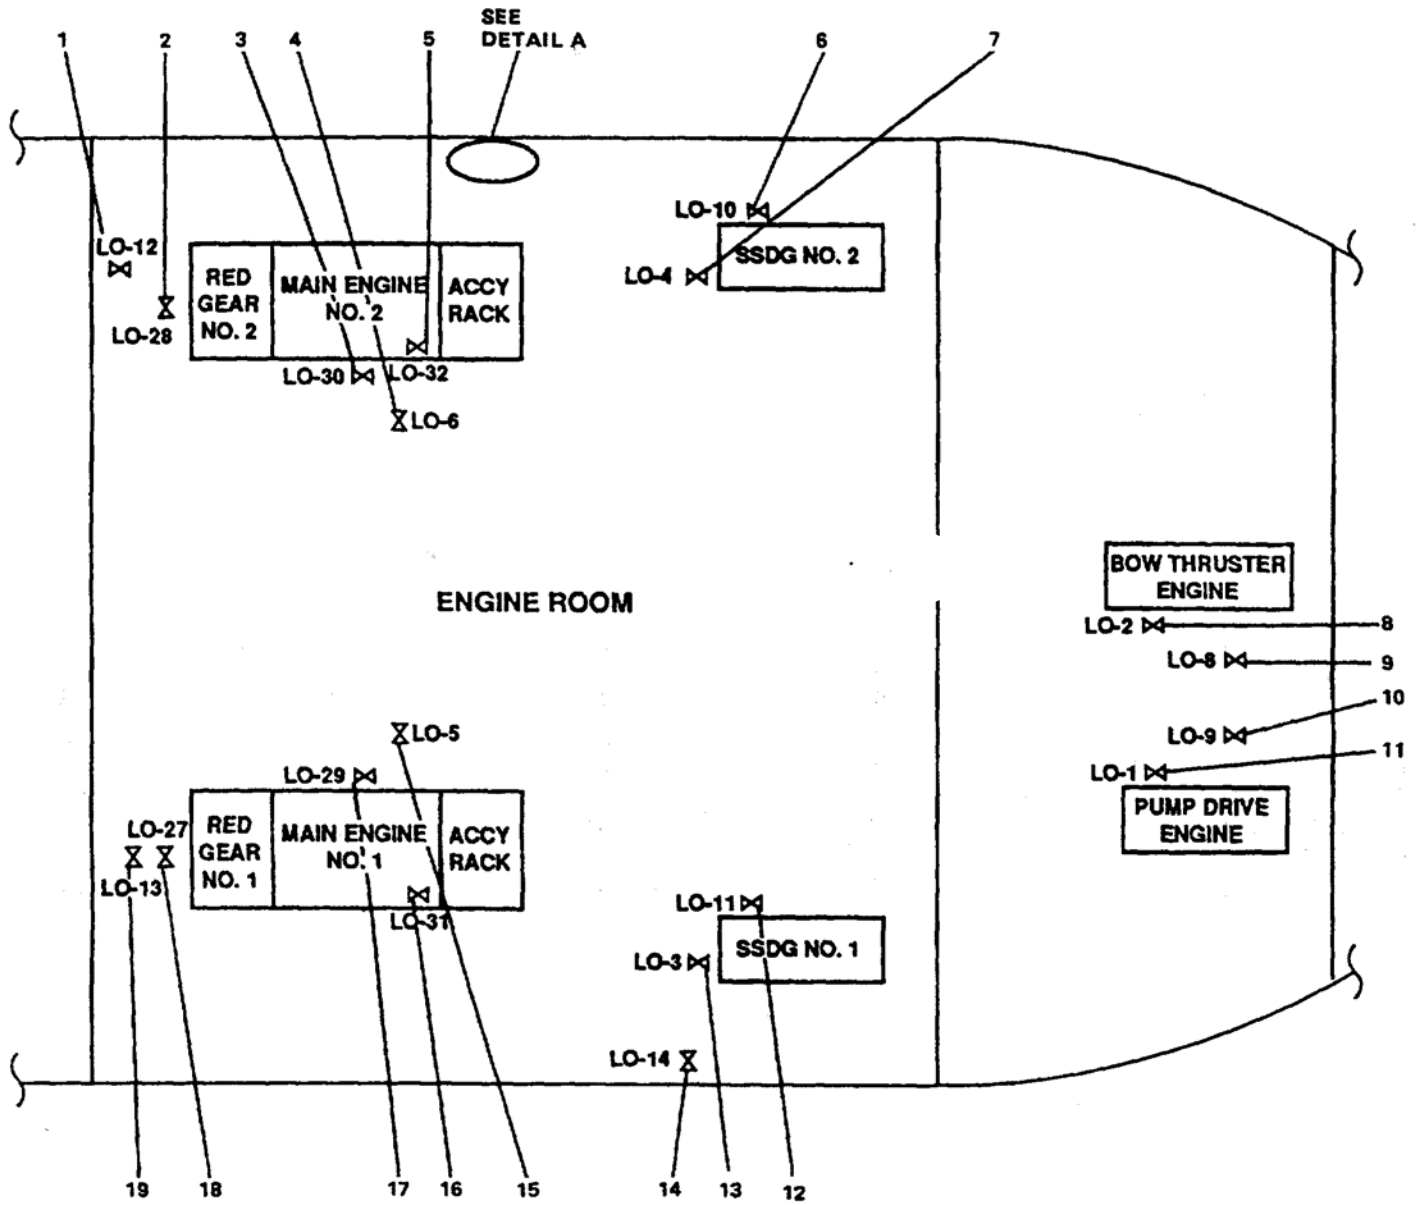 SEE
DETAIL A
1 2 3 4 5 6 7
LO-10
LO-12
SSDG NO. 2
LO-4
RED
GEAR
NO. 2
MAIN ENGINE
NO. 2
ACCY
RACK
LO-28
LO-30
LO-32
LO-6
BOW THRUSTER
ENGINE
ENGINE ROOM
LO-2
8
LO-8
9
10
LO-5
LO-9
11
LO-29
LO-1
PUMP DRIVE
ENGINE
LO-27
RED
GEAR
NO. 1
MAIN ENGINE
NO. 1
ACCY
RACK
LO-13
LO-11
LO-31
SSDG NO. 1
LO-3
LO-14
19 18 17 16 15 14 13 12